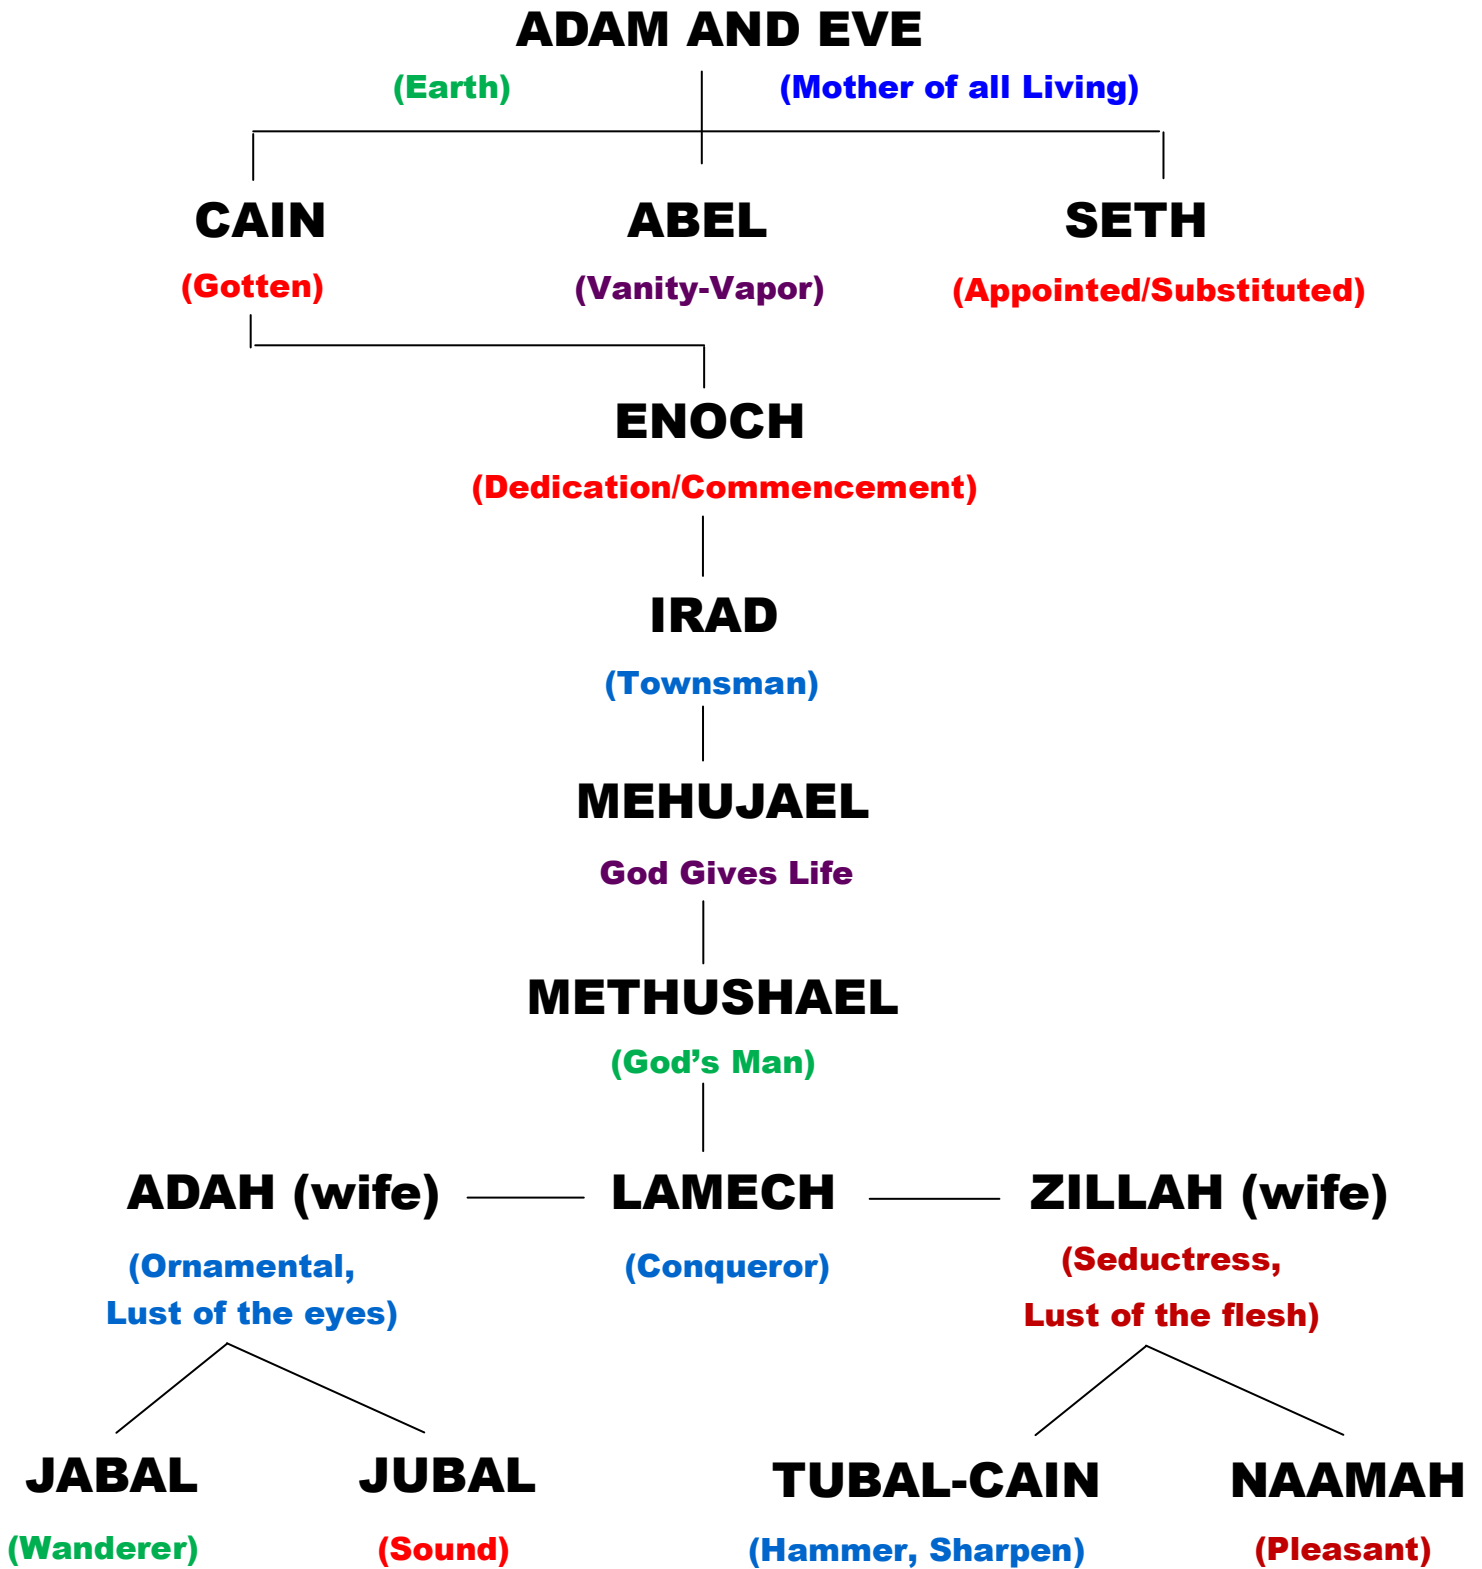 ADAM AND EVE
(Earth) (Mother of all Living)
CAIN ABEL SETH
(Gotten) (Vanity-Vapor) (Appointed/Substituted)
ENOCH
(Dedication/Commencement)
IRAD
(Townsman)
MEHUJAEL
God Gives Life
METHUSHAEL
(God’s Man)
ADAH (wife) LAMECH ZILLAH (wife)
(Ornamental,
Lust of the eyes)
(Conqueror)
(Seductress,
Lust of the flesh)
JABAL JUBAL TUBAL-CAIN NAAMAH
(Wanderer) (Sound) (Hammer, Sharpen) (Pleasant)